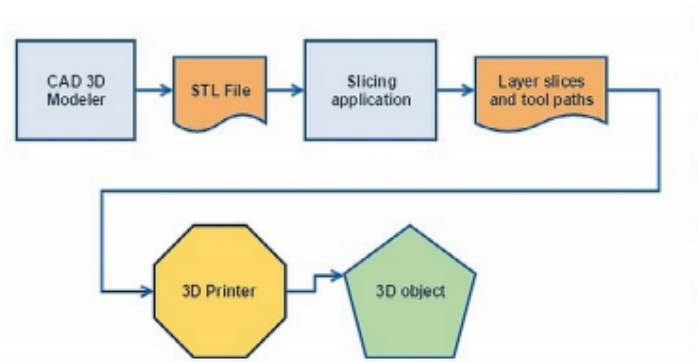 CAD 3D
Modeler
STL File
Slicing
application
Layer slices
and tool paths
3D Printer
3D object